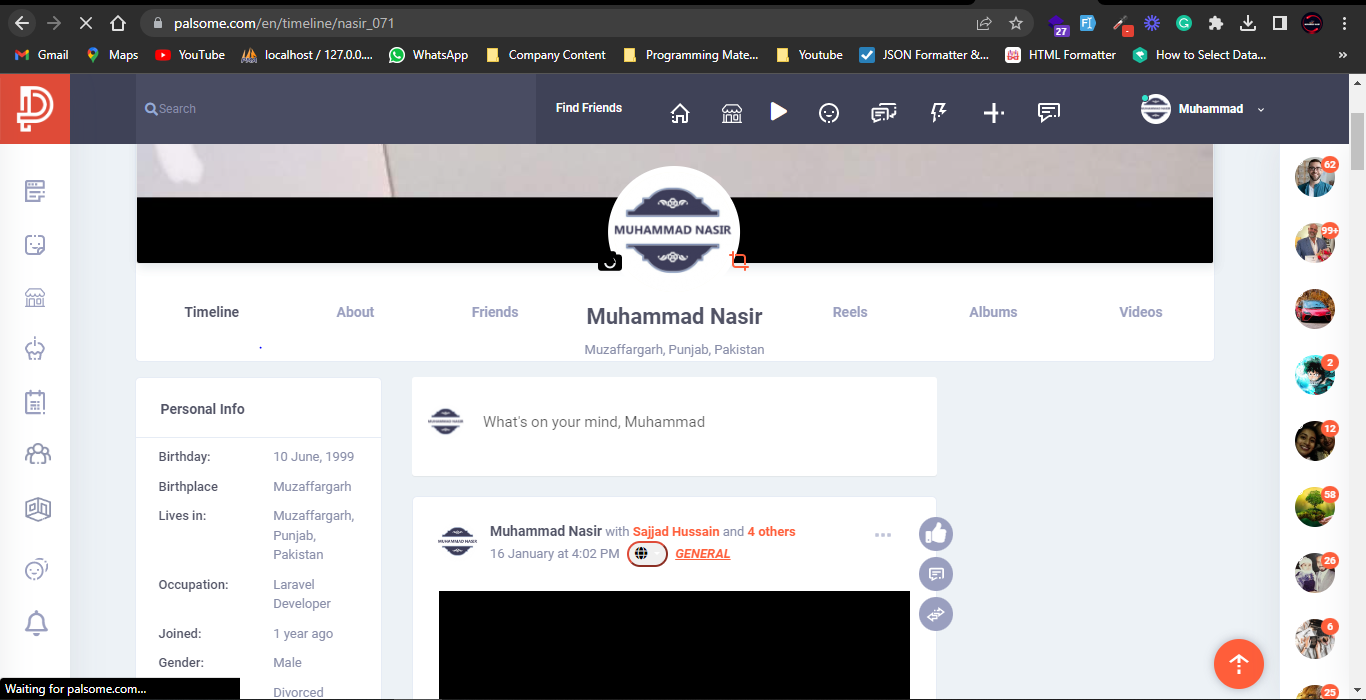 palsome.com/en/timeline/nasir_071
27
Gmail
Maps
YouTube
localhost / 127.0.0....
WhatsApp
Company Content
Programming Mate...
Youtube
JSON Formatter &...
HTML Formatter
How to Select Data...
»
Search
Find Friends
Muhammad
MUHAMMAD NASIR
Timeline
About
Friends
Muhammad Nasir
Reels
Albums
Videos
Muzaffargarh, Punjab, Pakistan
Personal Info
Birthday: 10 June, 1999
Birthplace Muzaffargarh
Lives in: Muzaffargarh,
Punjab,
Pakistan
Occupation: Laravel
Developer
Joined: 1 year ago
Gender: Male
Divorced
What's on your mind, Muhammad
MUHAMMAD NASIR
Muhammad Nasir with Sajjad Hussain and 4 others
16 January at 4:02 PM GENERAL
62
99+
2
12
58
26
6
25
Waiting for palsome.com...